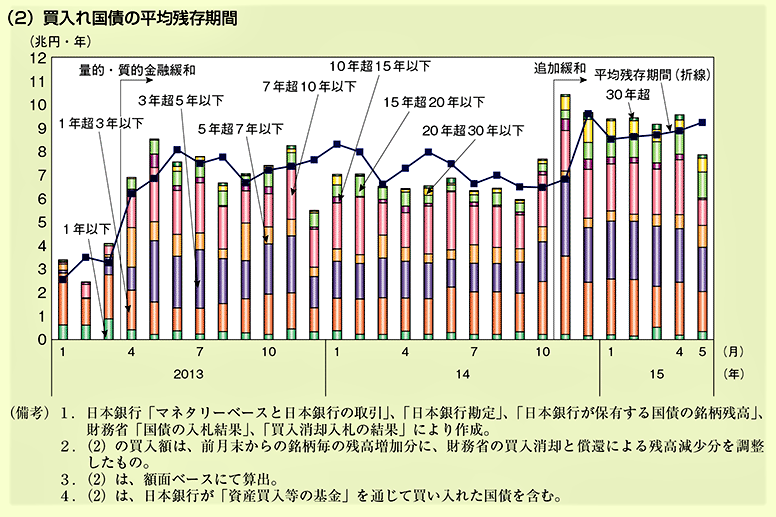 (2) 買入れ国債の平均残存期間
(兆円・年)
12
11
10
9
8
7
6
5
4
3
2
1
0
量的・質的金融緩和
追加緩和
10年超15年以下
平均残存期間(折線)
7年超10年以下
30年超
3年超5年以下
15年超20年以下
1年超3年以下
5年超7年以下
20年超30年以下
1年以下
1 4 7 10 1 4 7 10 1 4 5 (月)
2013 14 15 (年)
(備考) 1. 日本銀行「マネタリーベースと日本銀行の取引」、「日本銀行勘定」、「日本銀行が保有する国債の銘柄残高」、
財務省「国債の入札結果」、「買入消却入札の結果」により作成。
2. (2) の買入額は、前月末からの銘柄毎の残高増加分に、財務省の買入消却と償還による残高減少分を調整
したもの。
3. (2) は、額面ベースにて算出。
4. (2) は、日本銀行が「資産買入等の基金」を通じて買い入れた国債を含む。